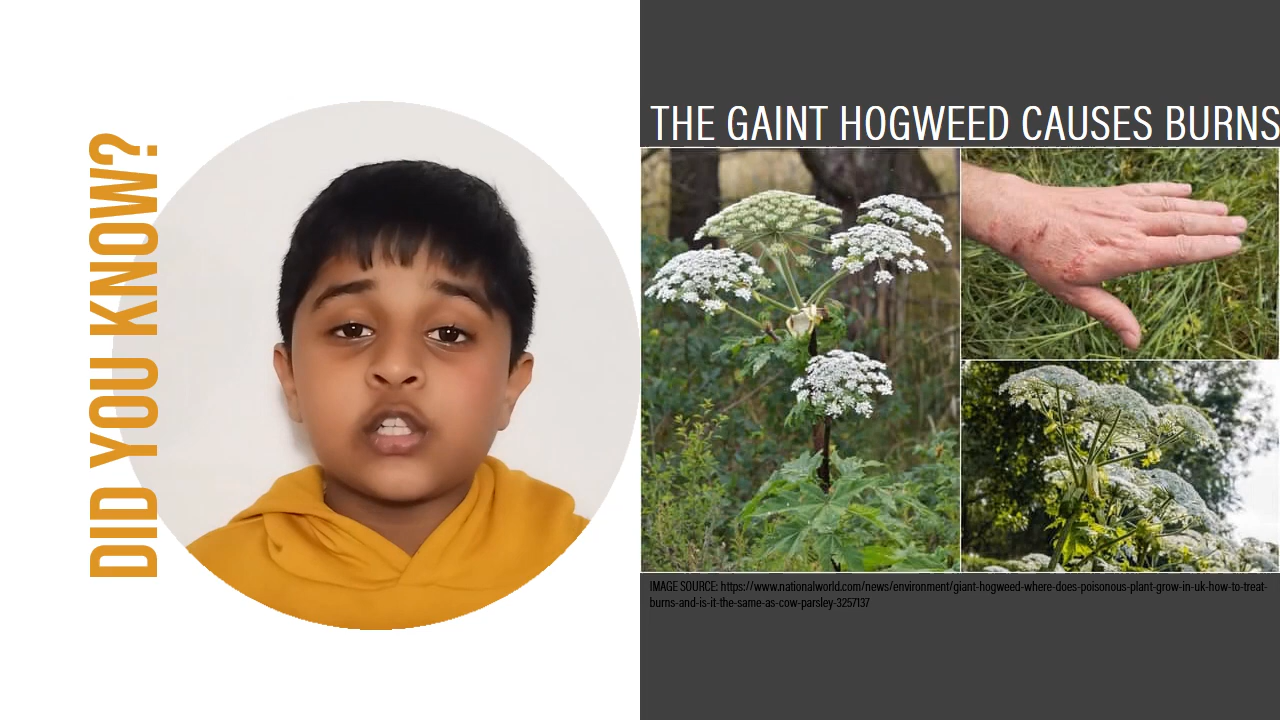 DID YOU KNOW?
THE GAINT HOGWEED CAUSES BURNS
IMAGE SOURCE: https://www.nationalworld.com/news/environment/giant-hogweed-where-does-poisonous-plant-grow-in-uk-how-to-treat-
burns-and-is-it-the-same-as-cow-parsley-3257137